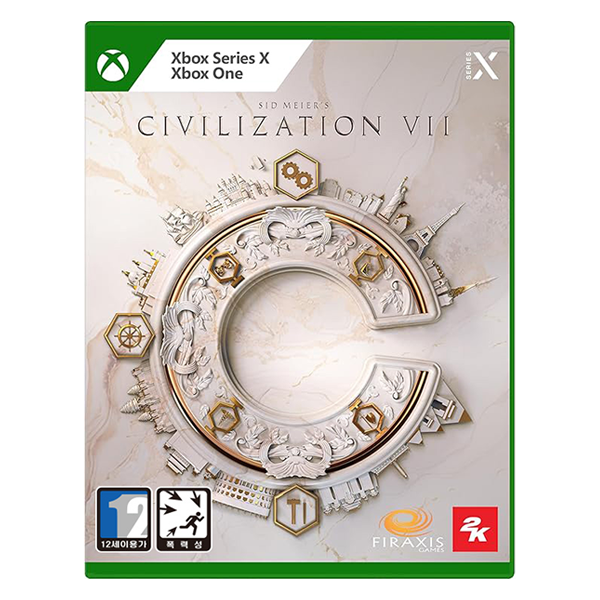 Xbox Series X
Xbox One
SERIES X
SID MEIER'S
CIVILIZATION VII
TI
12
12세이용가
폭력성
FIRAXIS
GAMES
2K